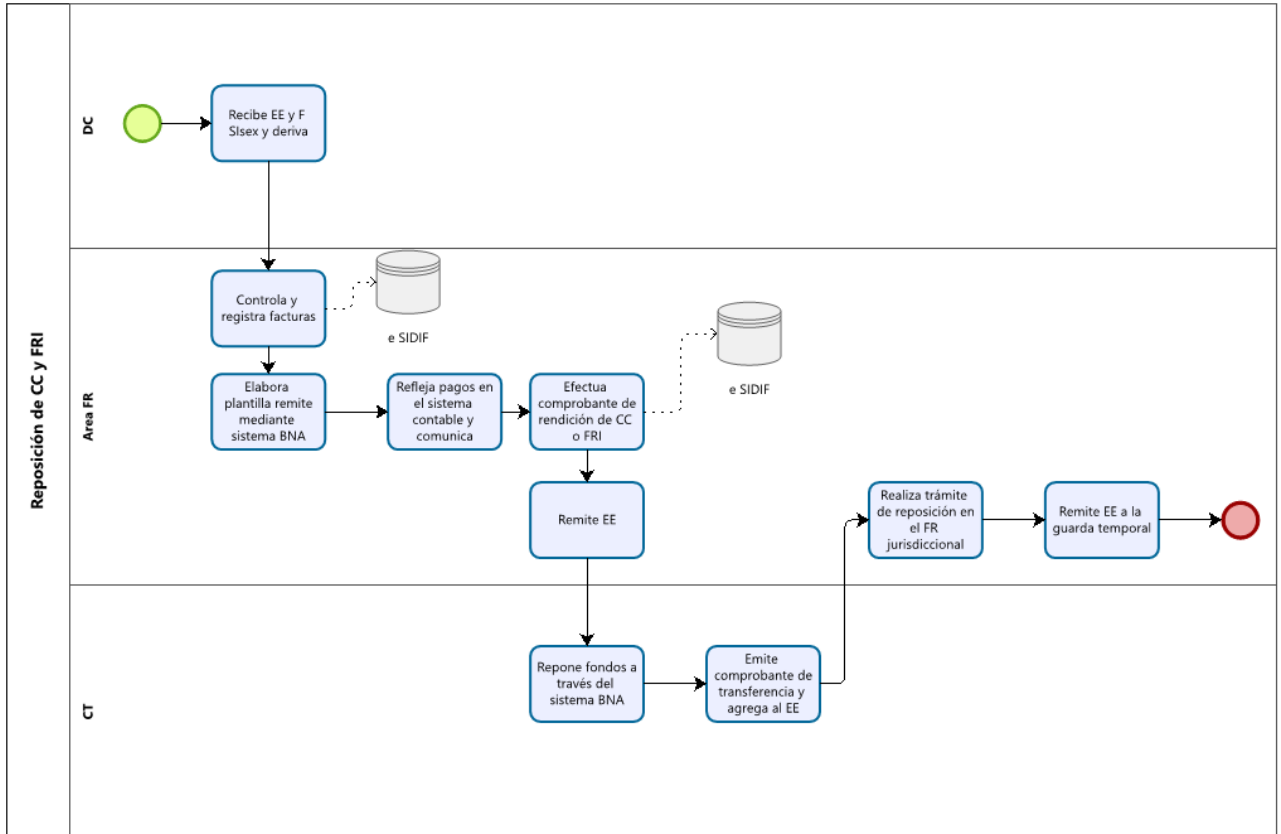 Reposición de CC y FRI
DC
Recibe EE y F
SIsex y deriva
Area FR
Controla y
registra facturas
e SIDIF
Elabora
plantilla remite
mediante
sistema BNA
Refleja pagos en
el sistema
contable y
comunica
Efectua
comprobante de
rendición de CC
o FRI
e SIDIF
Remite EE
Realiza trámite
de reposición en
el FR
jurisdiccional
Remite EE a la
guarda temporal
CT
Repone fondos a
través del
sistema BNA
Emite
comprobante de
transferencia y
agrega al EE